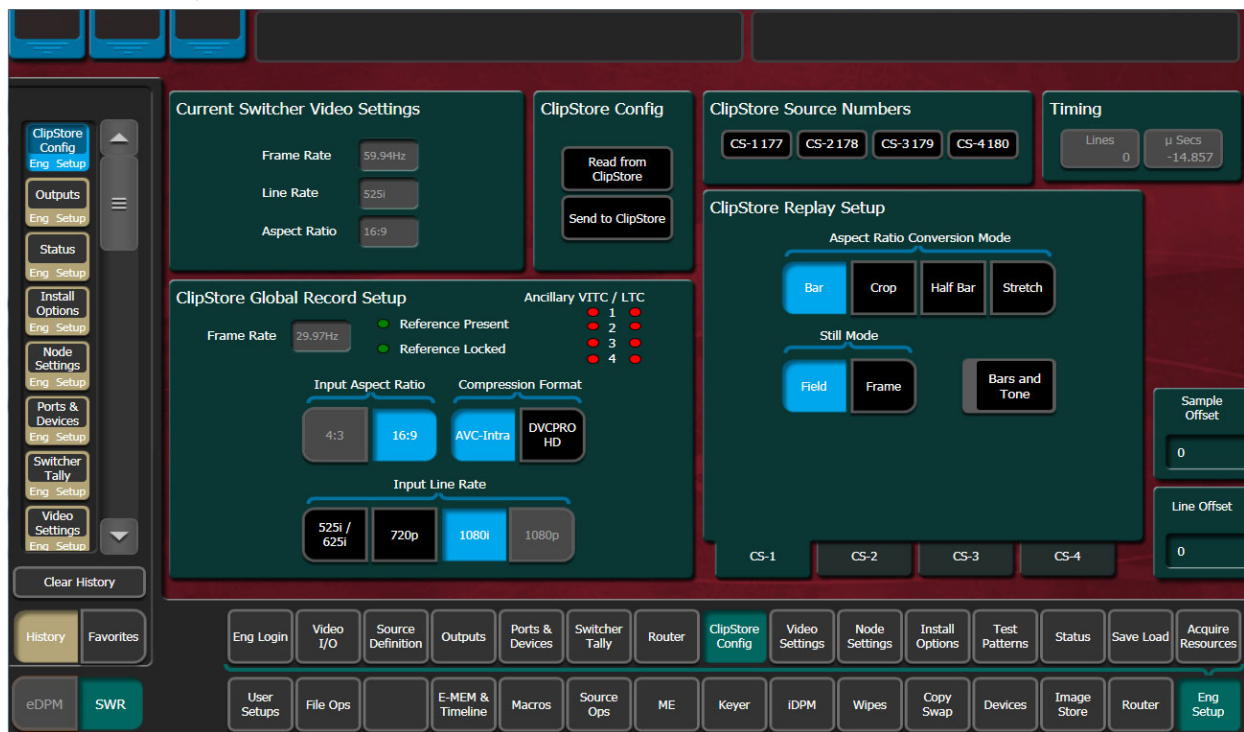 Current Switcher Video Settings
Frame Rate 59.94Hz
Line Rate 525i
Aspect Ratio 16:9
ClipStore Config
Read from
ClipStore
Send to ClipStore
ClipStore Source Numbers
CS-1 177 CS-2 178 CS-3 179 CS-4 180
Timing
Lines
0
µ Secs
-14.857
ClipStore Global Record Setup
Frame Rate 29.97Hz
Reference Present
Reference Locked
Ancillary VITC / LTC
1
2
3
4
Input Aspect Ratio
4:3 16:9
Compression Format
AVC-Intra
DVCPRO
HD
Input Line Rate
525i /
625i
720p
1080i
1080p
ClipStore Replay Setup
Aspect Ratio Conversion Mode
Bar Crop Half Bar Stretch
Still Mode
Field Frame
Bars and
Tone
CS-1 CS-2 CS-3 CS-4
Sample
Offset
0
Line Offset
0
ClipStore
Config
Eng Setup
Outputs
Eng Setup
Status
Eng Setup
Install
Options
Eng Setup
Node
Settings
Eng Setup
Ports &
Devices
Eng Setup
Switcher
Tally
Eng Setup
Video
Settings
Eng Setup
Clear History
History Favorites
eDPM SWR
Eng Login
Video
I/O
Source
Definition
Outputs
Ports &
Devices
Switcher
Tally
Router
ClipStore
Config
Video
Settings
Node
Settings
Install
Options
Test
Patterns
Status
Save Load
Acquire
Resources
User
Setups
File Ops
E-MEM &
Timeline
Macros
Source
Ops
ME
Keyer
iDPM
Wipes
Copy
Swap
Devices
Image
Store
Router
Eng
Setup